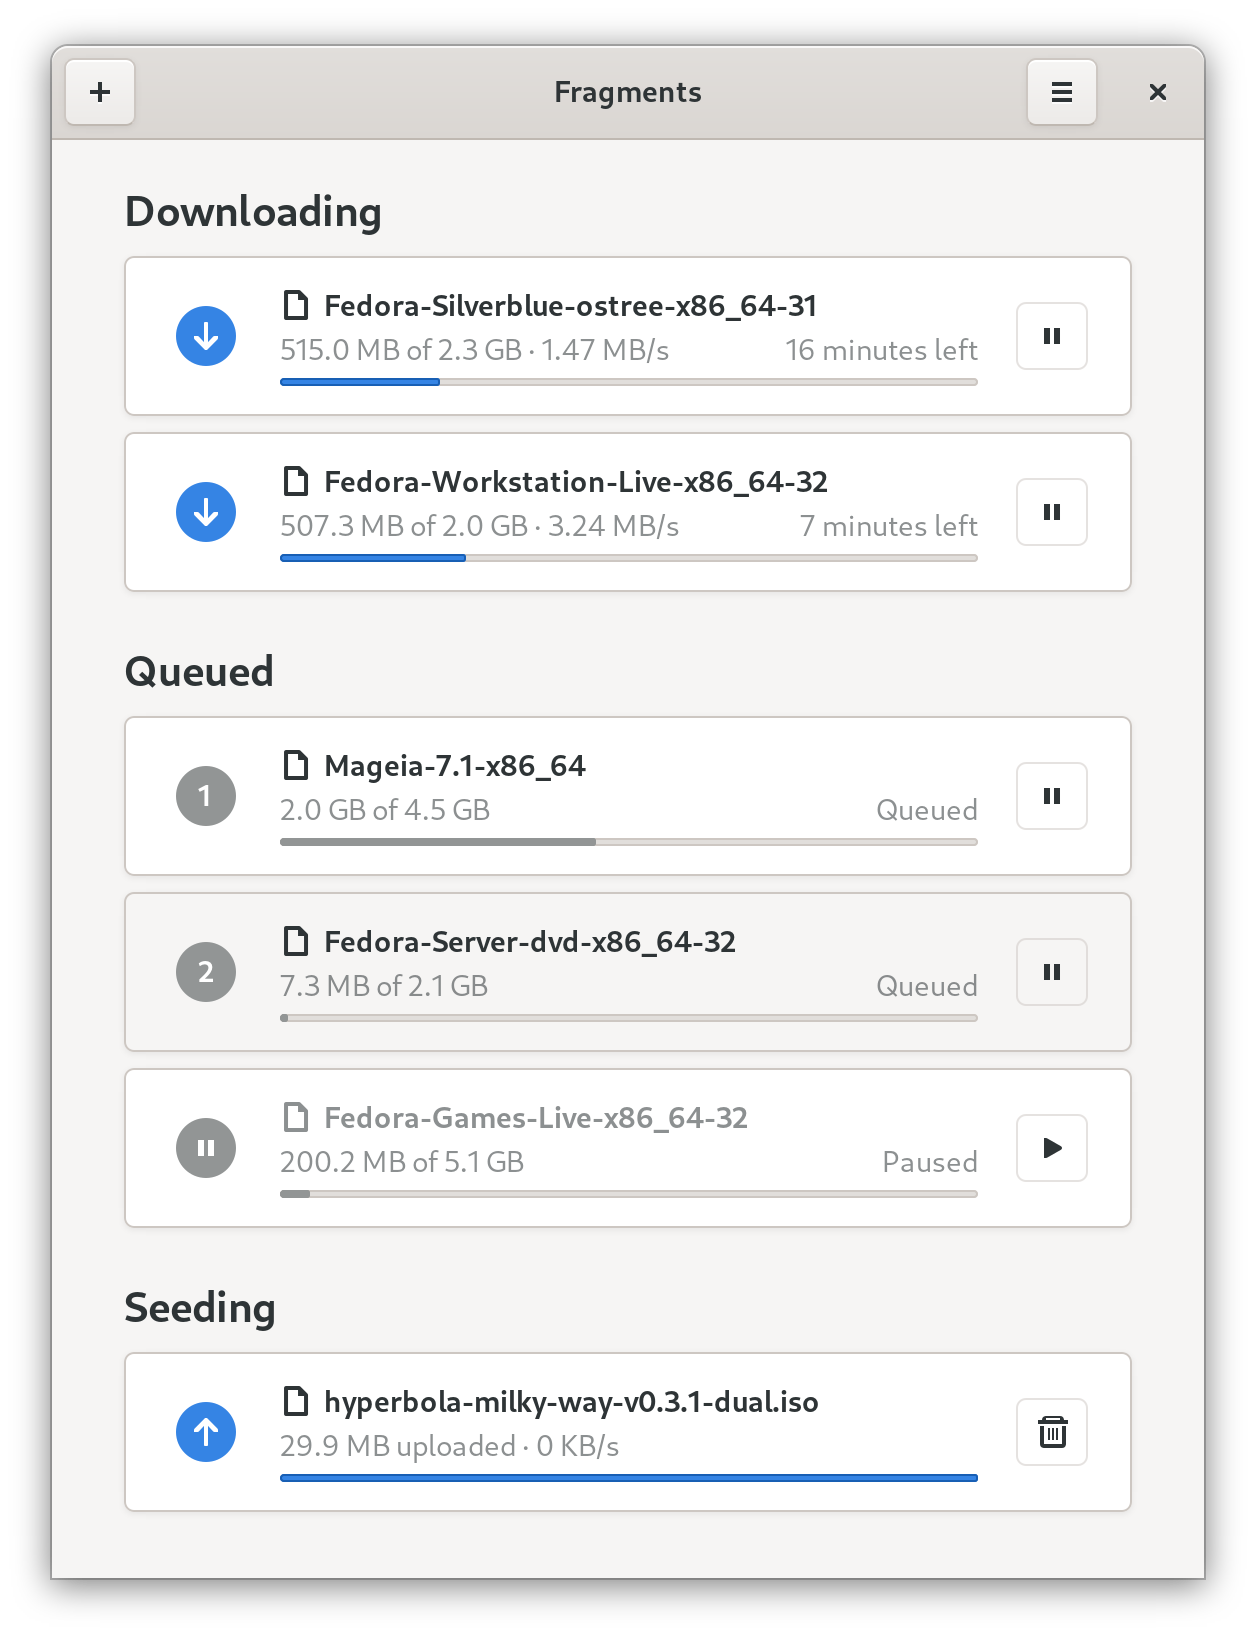 Fragments
Downloading
Fedora-Silverblue-ostree-x86_64-31
515.0 MB of 2.3 GB · 1.47 MB/s 16 minutes left
Fedora-Workstation-Live-x86_64-32
507.3 MB of 2.0 GB · 3.24 MB/s 7 minutes left
Queued
1
Mageia-7.1-x86_64
2.0 GB of 4.5 GB Queued
2
Fedora-Server-dvd-x86_64-32
7.3 MB of 2.1 GB Queued
Fedora-Games-Live-x86_64-32
200.2 MB of 5.1 GB Paused
Seeding
hyperbola-milky-way-v0.3.1-dual.iso
29.9 MB uploaded · 0 KB/s